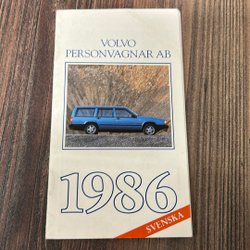 VOLVO
PERSONVAGNAR AB
1986
SVENSKA